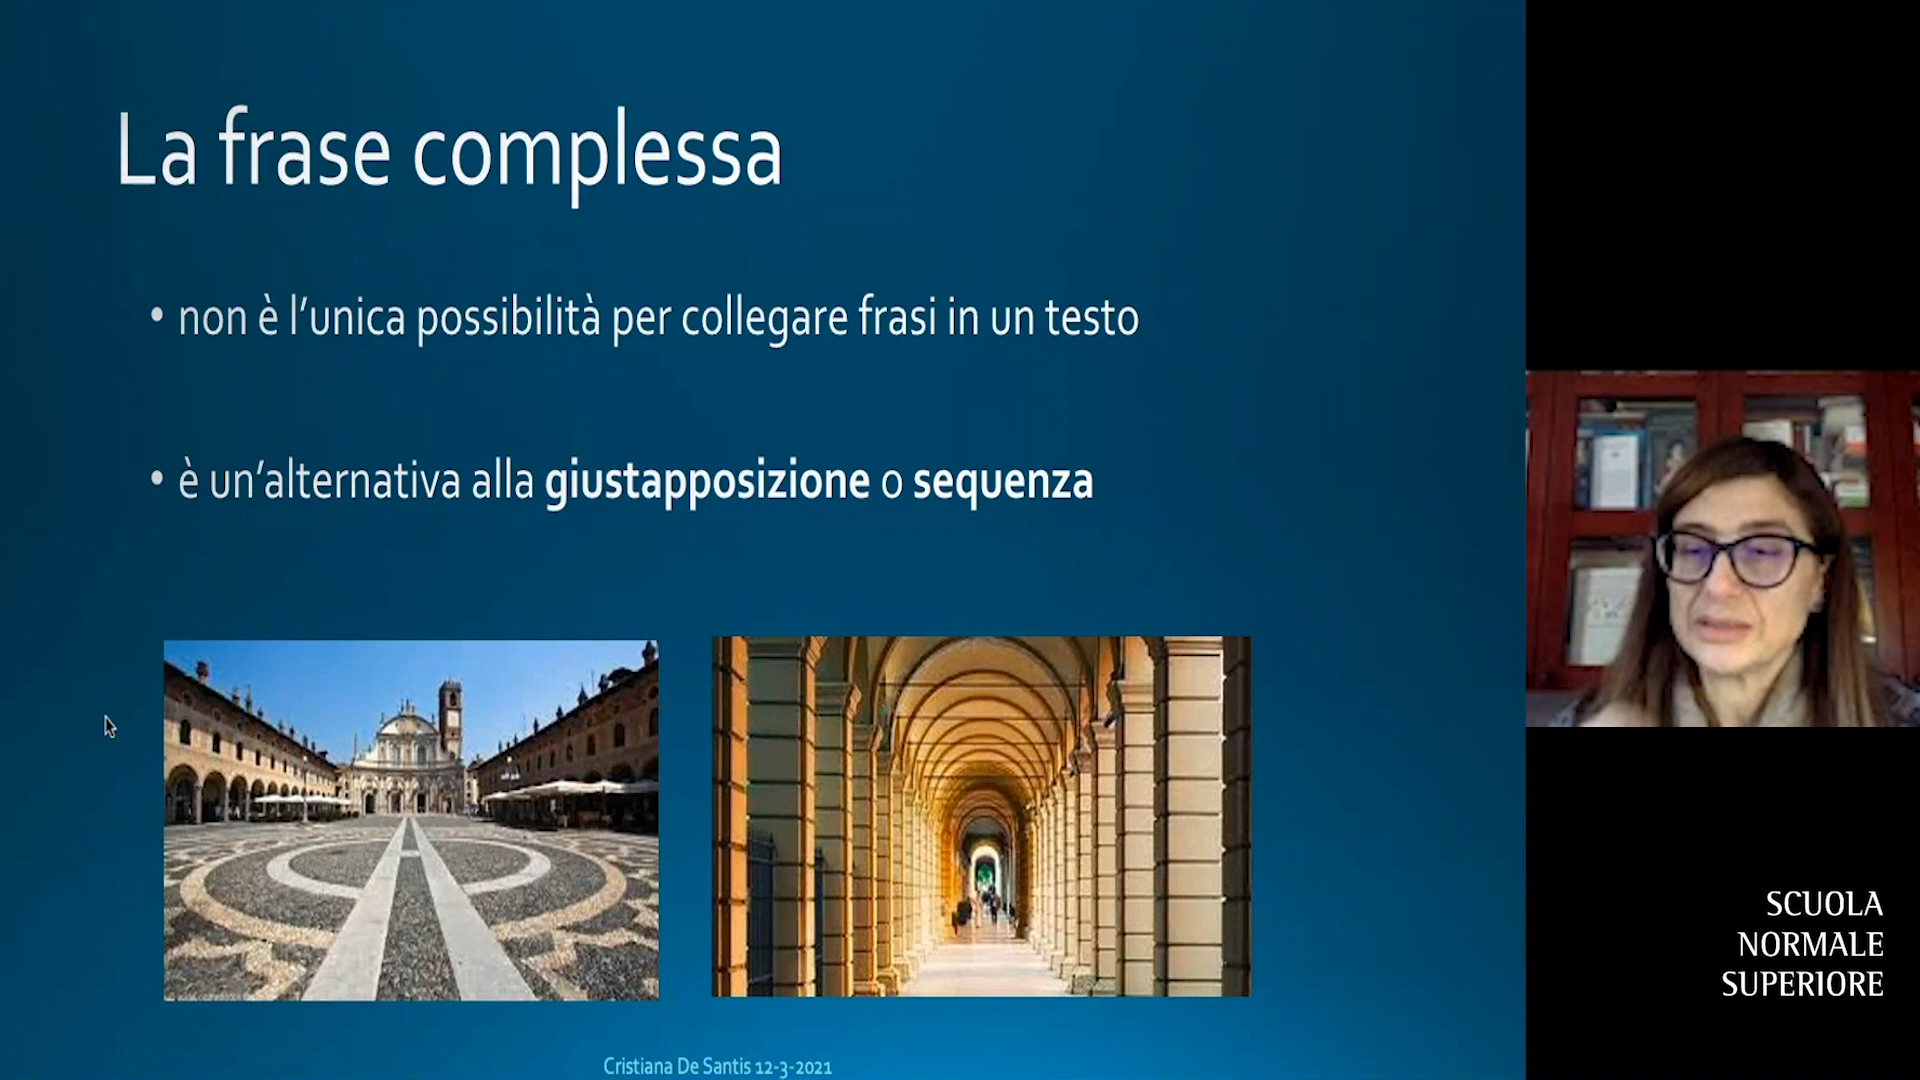 La frase complessa
• non è l’unica possibilità per collegare frasi in un testo
• è un’alternativa alla giustapposizione o sequenza
Cristiana De Santis 12-3-2021
SCUOLA
NORMALE
SUPERIORE